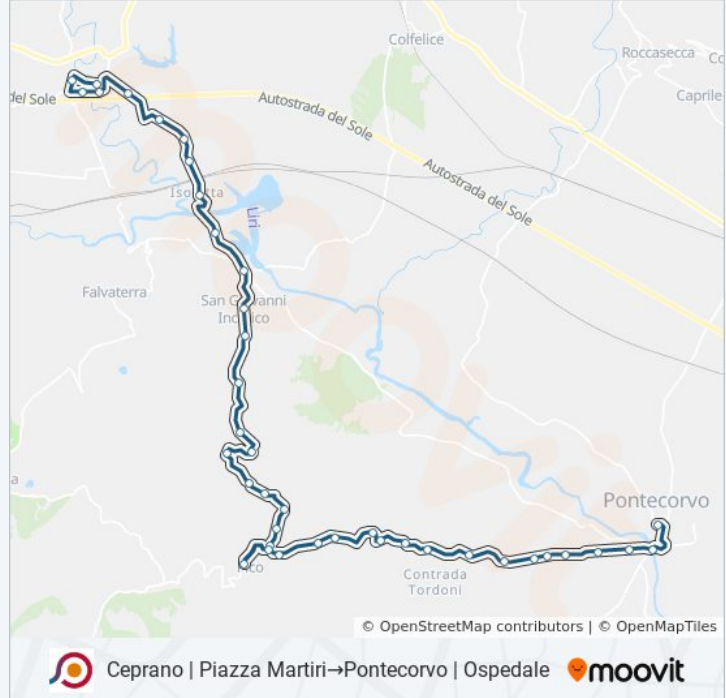 Colfelice
Roccasecca
Caprile
del Sole
Autostrada del Sole
Autostrada del Sole
Liri
Falvaterra
San Giovanni
Incarico
Pontecorvo
Pico
Contrada
Tordoni
© OpenStreetMap contributors | © OpenMapTiles
Ceprano | Piazza Martiri→Pontecorvo | Ospedale
moovit